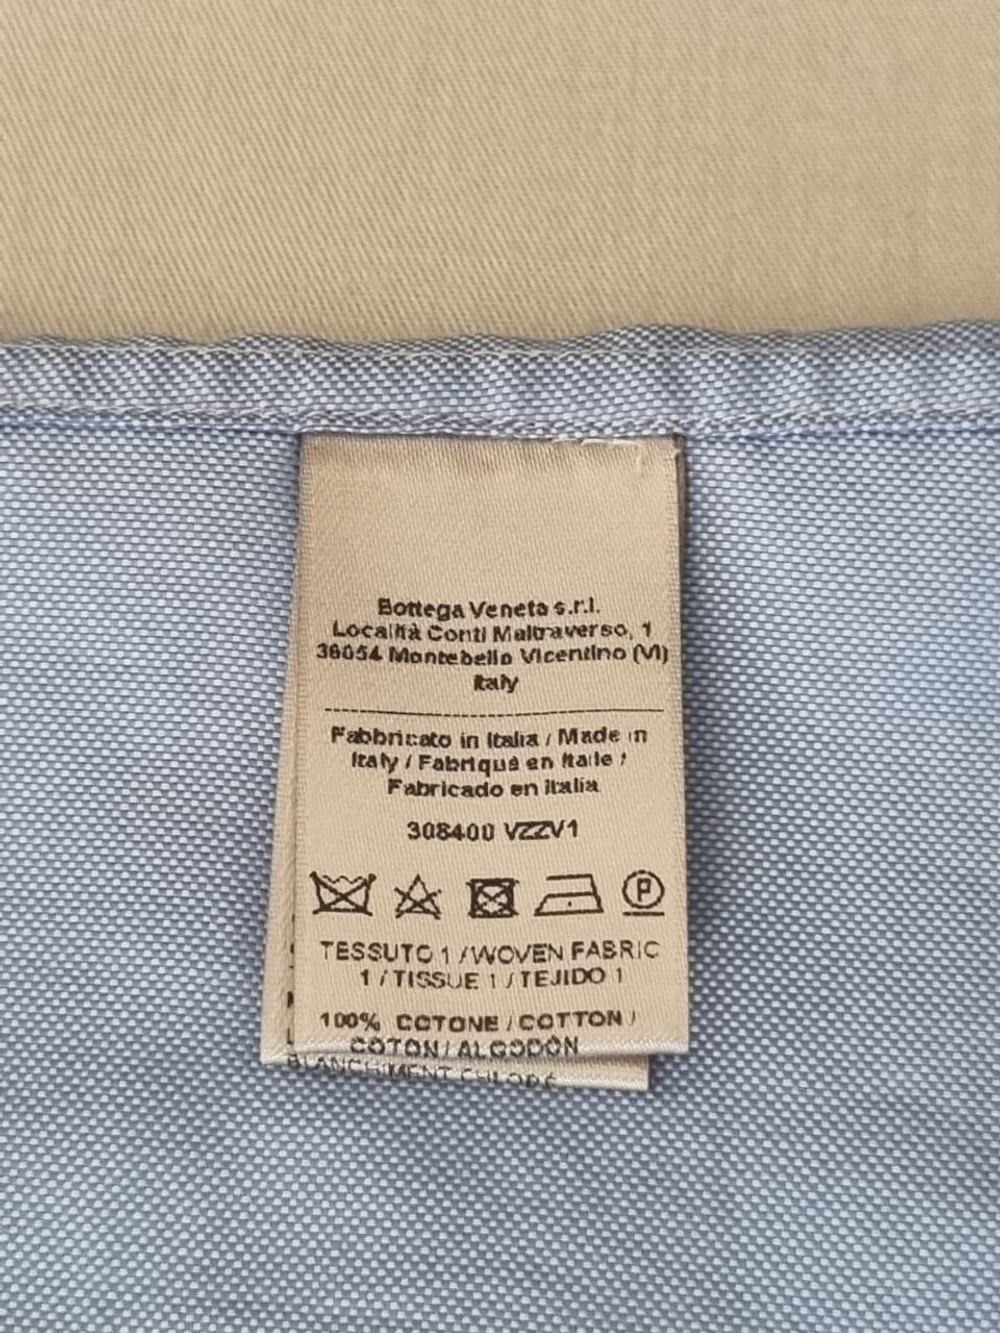 Bottega Veneta s.r.l.
Località Conti Maltraverso, 1
36054 Montebello Vicentino (VI)
Italy
Fabbricato in Italia / Made in
Italy / Fabriqué en Italie /
Fabricado en Italia
308400 VZZV1
P
TESSUTO 1 / WOVEN FABRIC
1 / TISSUE 1 / TEJIDO 1
100% COTONE / COTTON /
COTON / ALGODÓN
BLANCHIMENT CHLORÉ